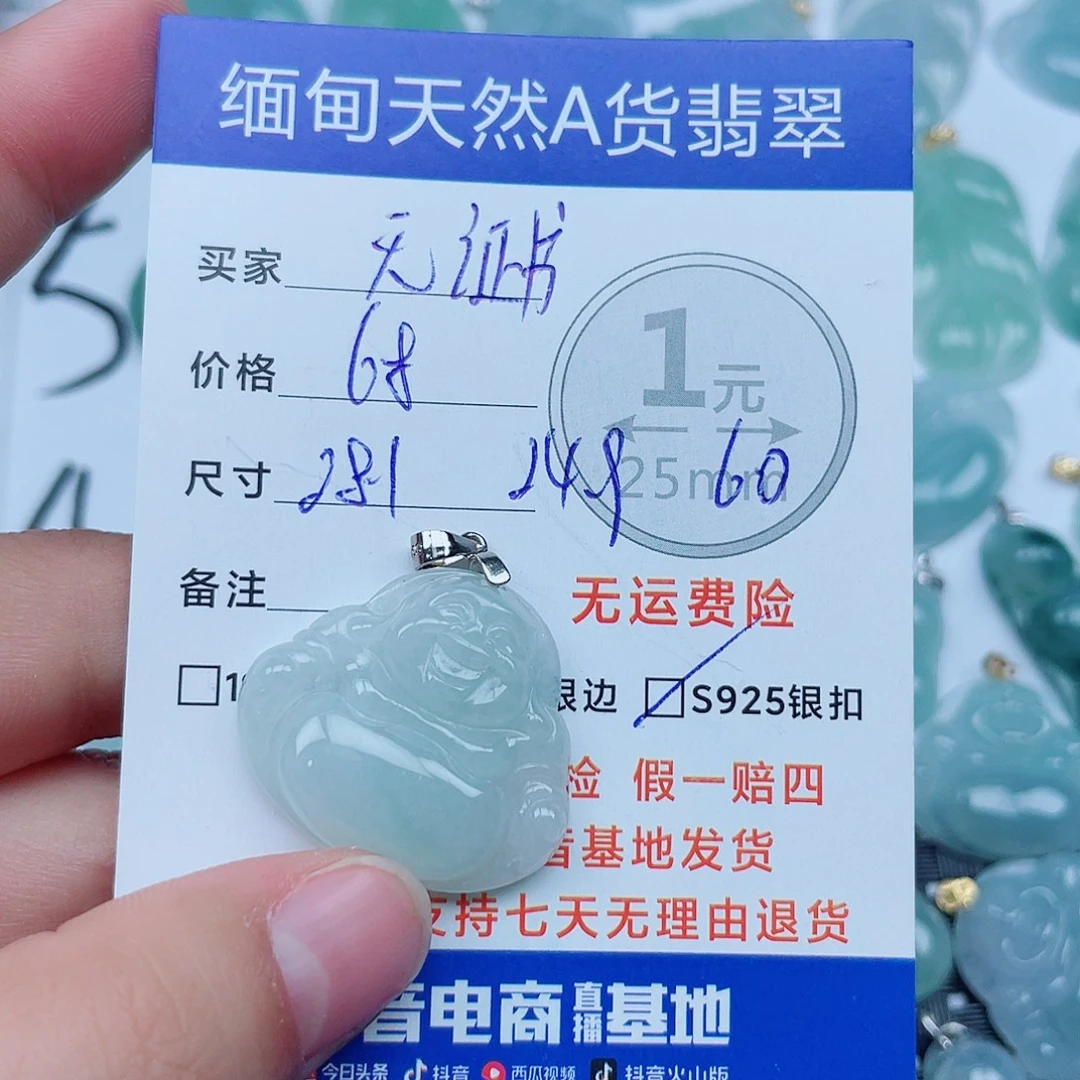 缅甸天然A货翡翠
5
买家 无证书
价格 68
1元
25mm
尺寸 281 249 60
4
备注
无运费险
银边 S925银扣
险 假一赔四
音基地发货
支持七天无理由退货
音电商直播基地
今日头条 抖音 西瓜视频 抖音火山版